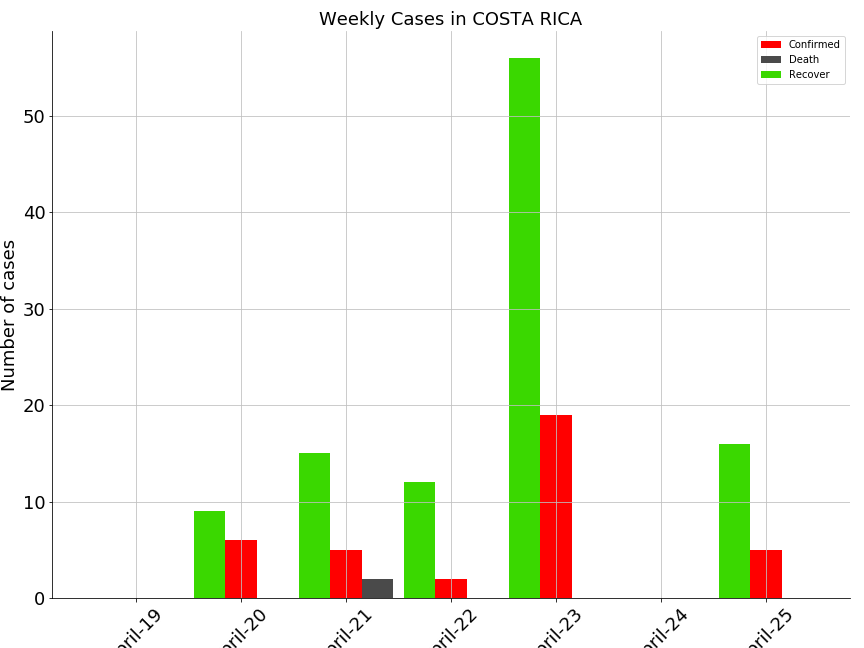 Weekly Cases in COSTA RICA
Confirmed
Death
Recover
Number of cases
50
40
30
20
10
0
pril-19
pril-20
pril-21
pril-22
pril-23
pril-24
pril-25